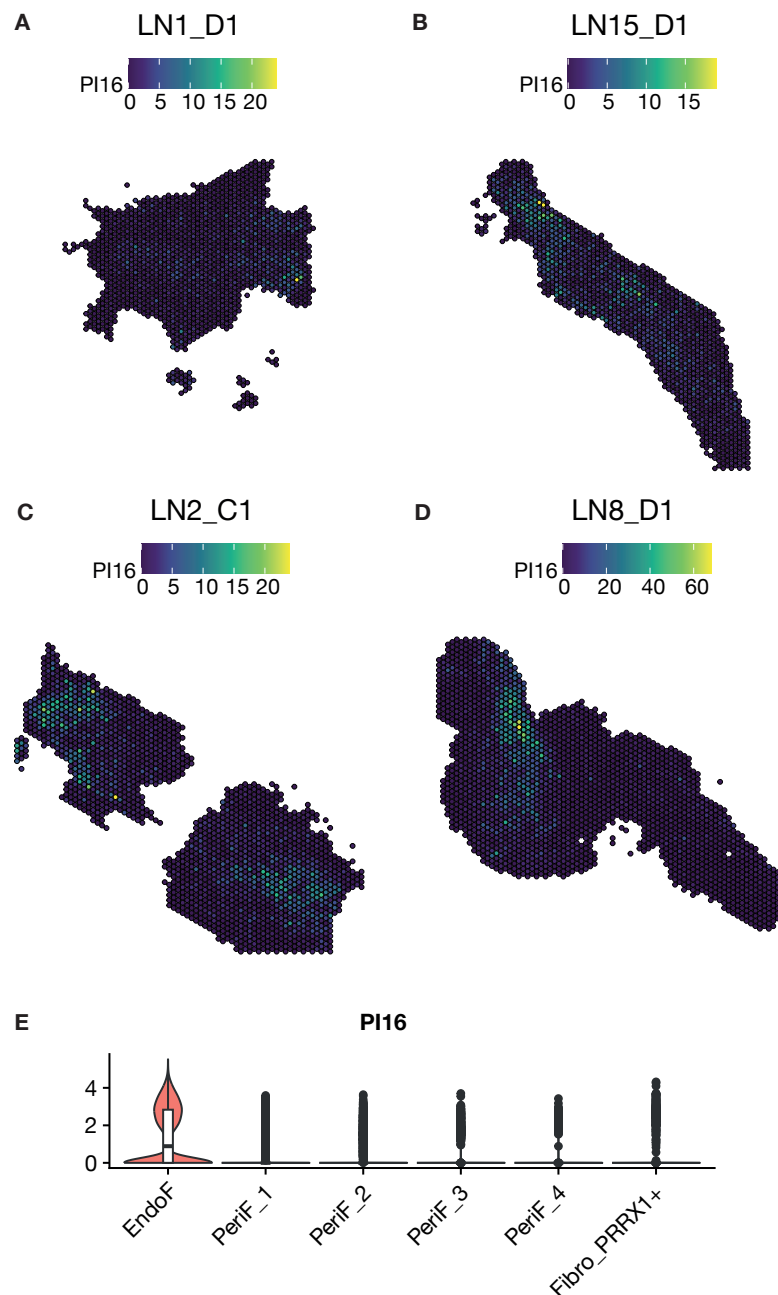 A LN1_D1
PI16
0 5 10 15 20
B LN15_D1
PI16
0 5 10 15
C LN2_C1
PI16
0 5 10 15 20
D LN8_D1
PI16
0 20 40 60
E PI16
4
2
0
EndoF PeriF_1 PeriF_2 PeriF_3 PeriF_4 Fibro_PRRX1+